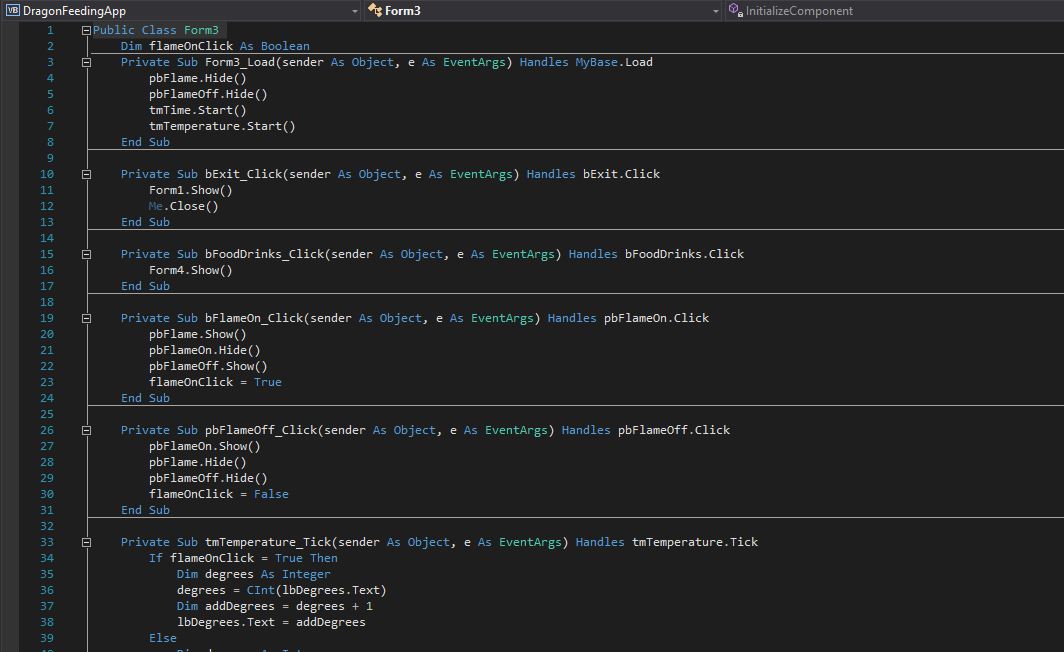 VB DragonFeedingApp Form3 InitializeComponent
1 Public Class Form3
2 Dim flameOnClick As Boolean
3 Private Sub Form3_Load(sender As Object, e As EventArgs) Handles MyBase.Load
4 pbFlame.Hide()
5 pbFlameOff.Hide()
6 tmTime.Start()
7 tmTemperature.Start()
8 End Sub
9
10 Private Sub bExit_Click(sender As Object, e As EventArgs) Handles bExit.Click
11 Form1.Show()
12 Me.Close()
13 End Sub
14
15 Private Sub bFoodDrinks_Click(sender As Object, e As EventArgs) Handles bFoodDrinks.Click
16 Form4.Show()
17 End Sub
18
19 Private Sub bFlameOn_Click(sender As Object, e As EventArgs) Handles pbFlameOn.Click
20 pbFlame.Show()
21 pbFlameOn.Hide()
22 pbFlameOff.Show()
23 flameOnClick = True
24 End Sub
25
26 Private Sub pbFlameOff_Click(sender As Object, e As EventArgs) Handles pbFlameOff.Click
27 pbFlameOn.Show()
28 pbFlame.Hide()
29 pbFlameOff.Hide()
30 flameOnClick = False
31 End Sub
32
33 Private Sub tmTemperature_Tick(sender As Object, e As EventArgs) Handles tmTemperature.Tick
34 If flameOnClick = True Then
35 Dim degrees As Integer
36 degrees = CInt(lbDegrees.Text)
37 Dim addDegrees = degrees + 1
38 lbDegrees.Text = addDegrees
39 Else